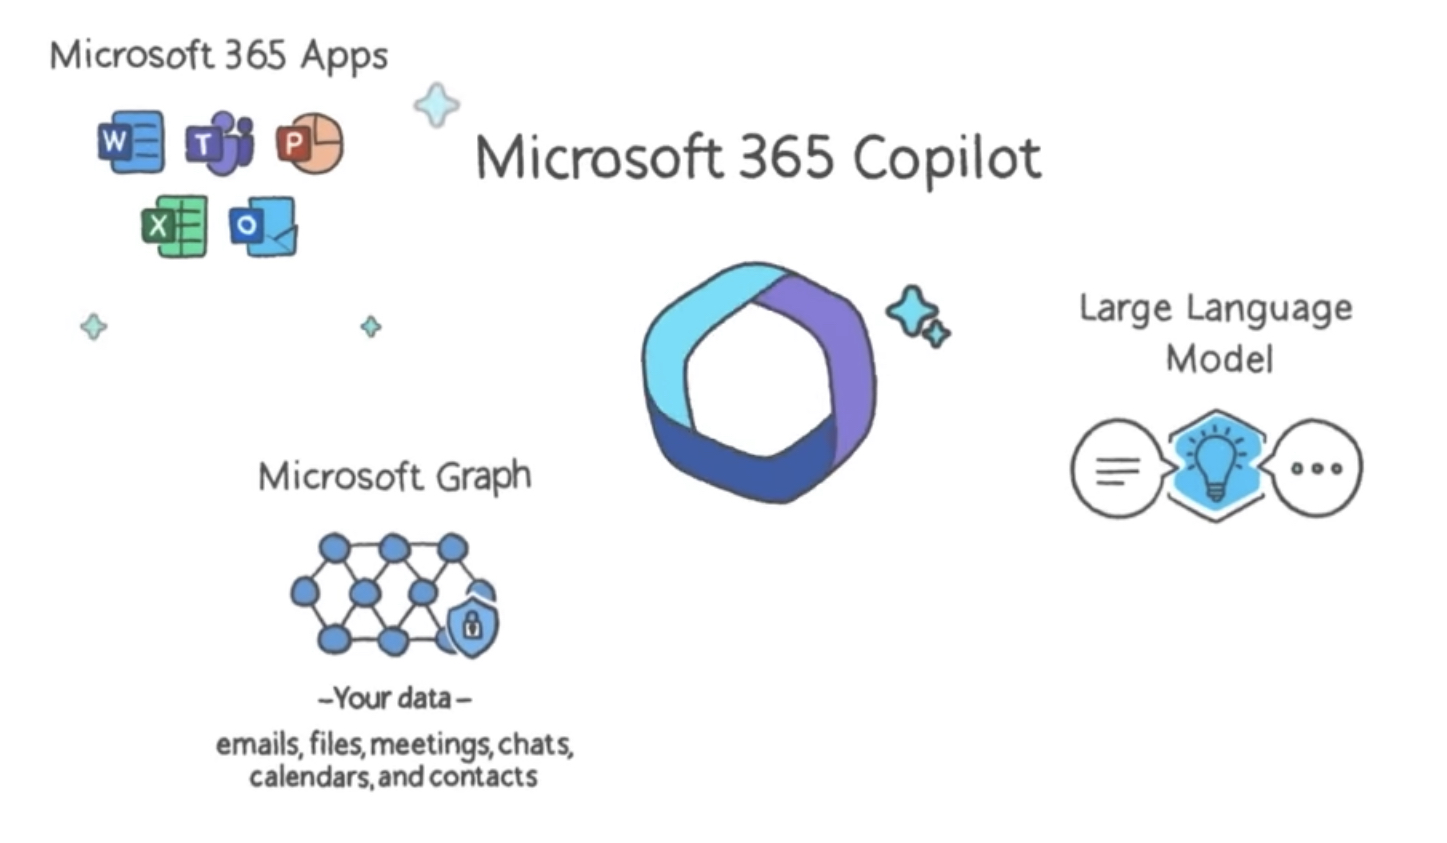 Microsoft 365 Apps
W
T
P
X
O
Microsoft 365 Copilot
Large Language
Model
Microsoft Graph
-Your data-
emails, files, meetings, chats,
calendars, and contacts